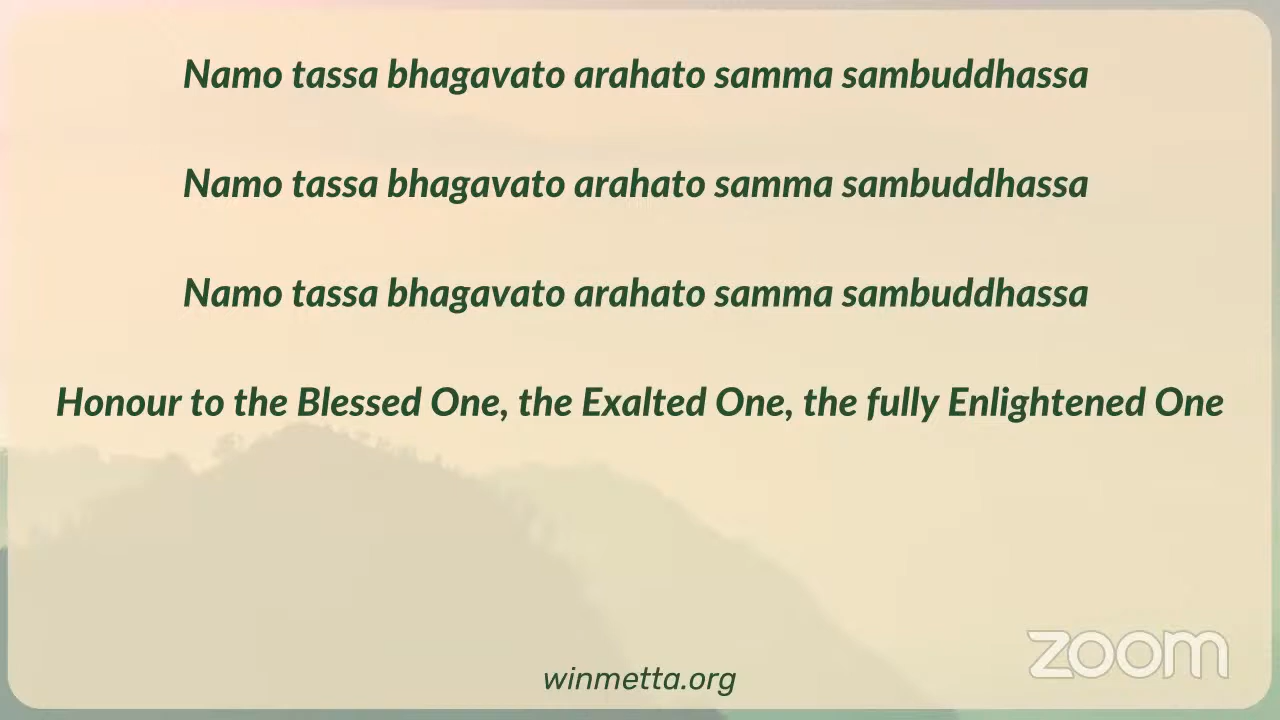 Namo tassa bhagavato arahato samma sambuddhassa
Namo tassa bhagavato arahato samma sambuddhassa
Namo tassa bhagavato arahato samma sambuddhassa
Honour to the Blessed One, the Exalted One, the fully Enlightened One
zoom
winmetta.org